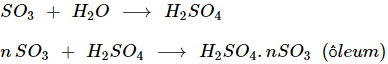 SO₃ + H₂O ⟶ H₂SO₄
n SO₃ + H₂SO₄ ⟶ H₂SO₄. nSO₃ (ôleum)